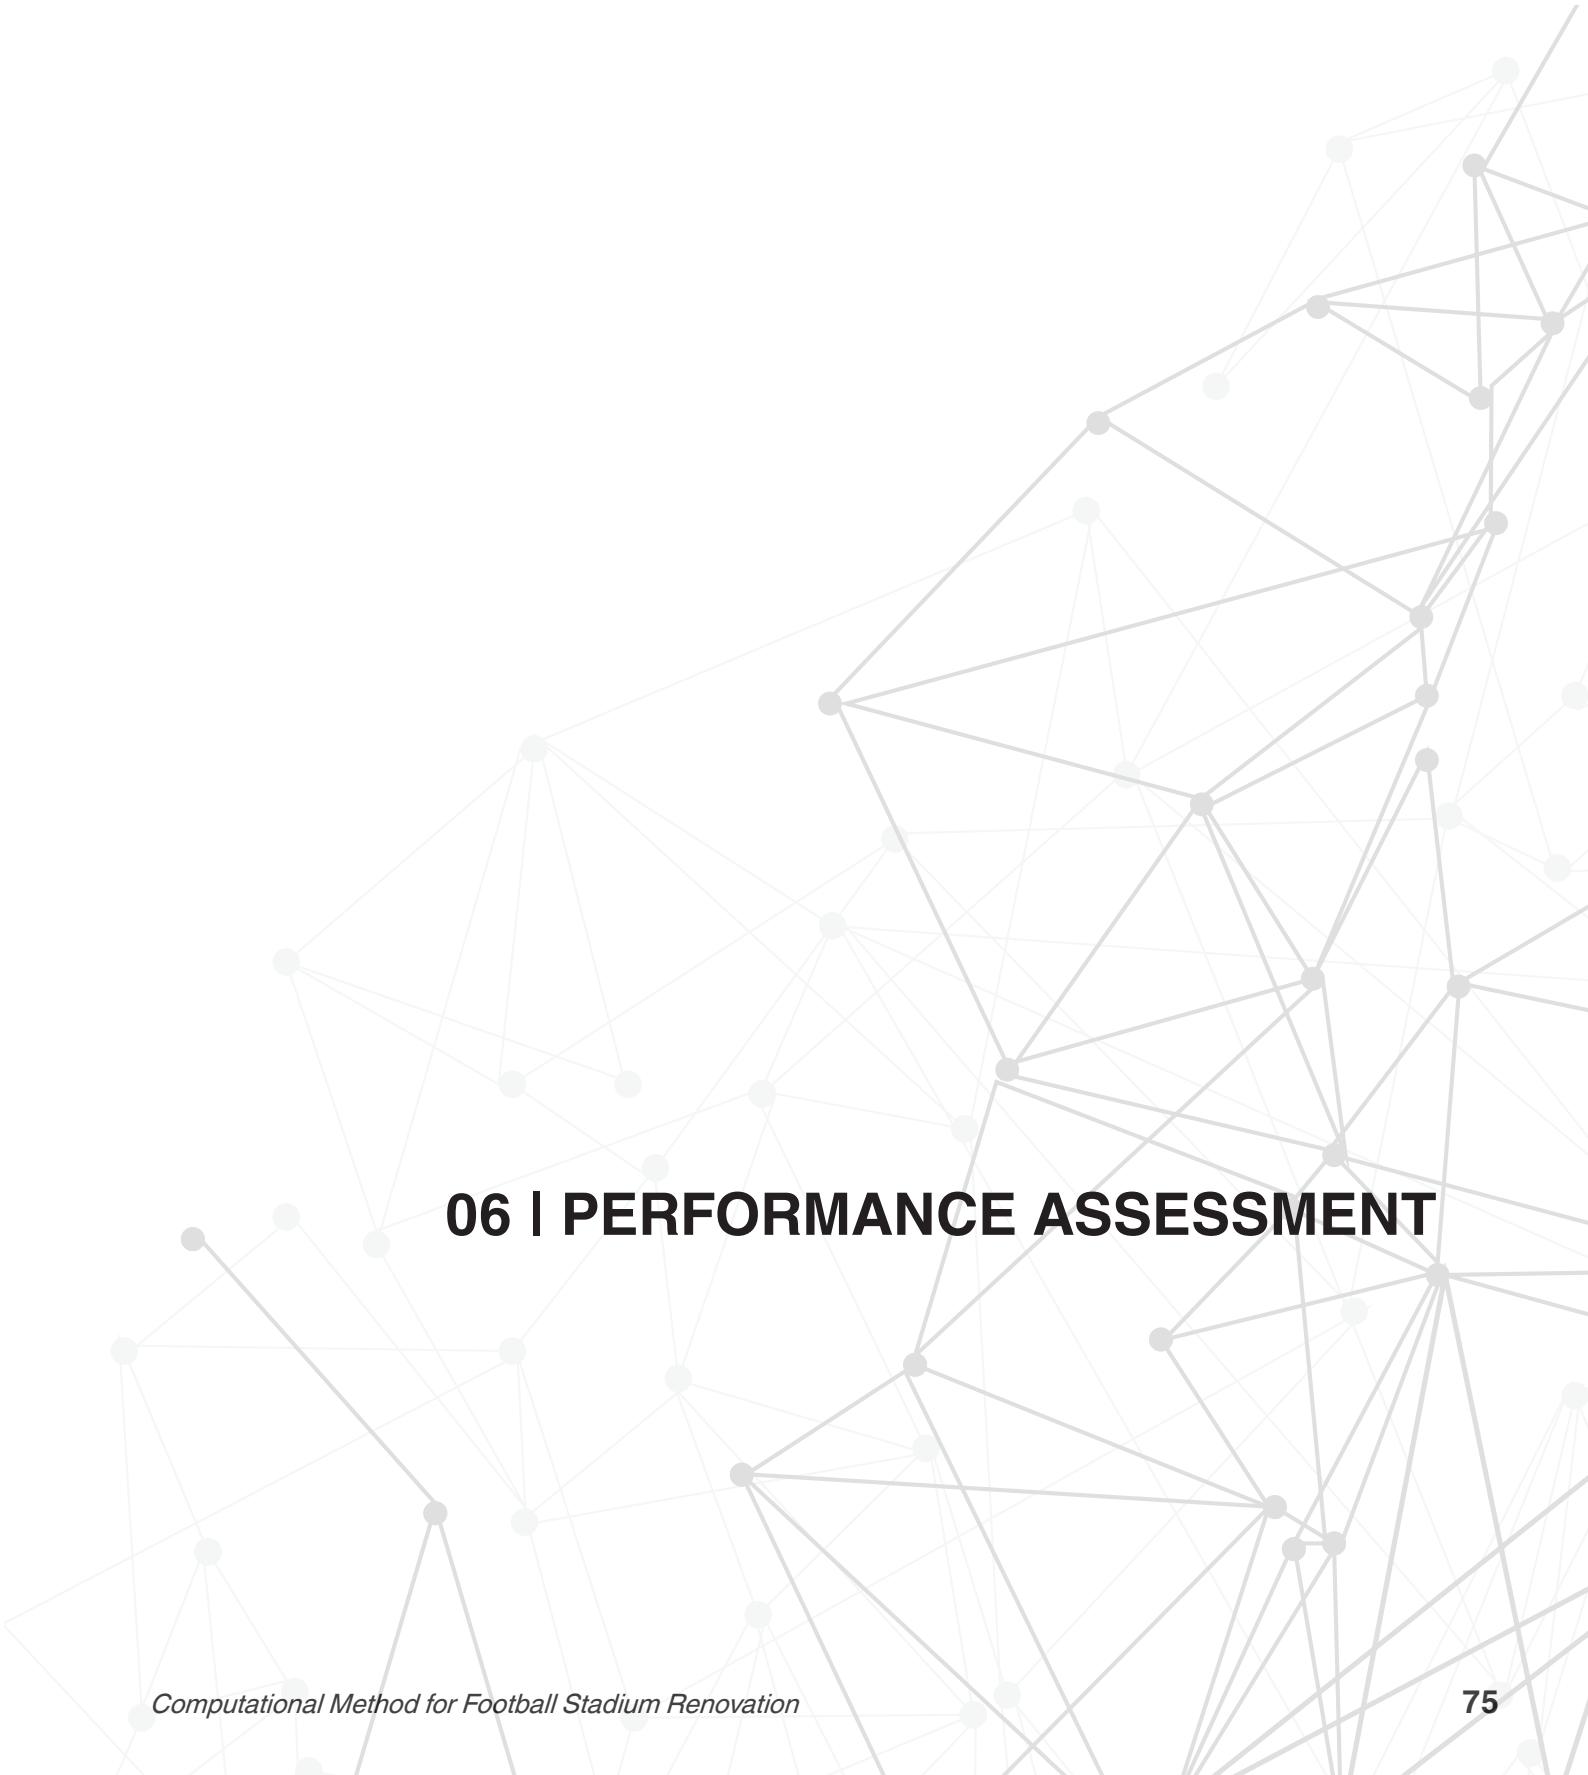 06 | PERFORMANCE ASSESSMENT
Computational Method for Football Stadium Renovation
75